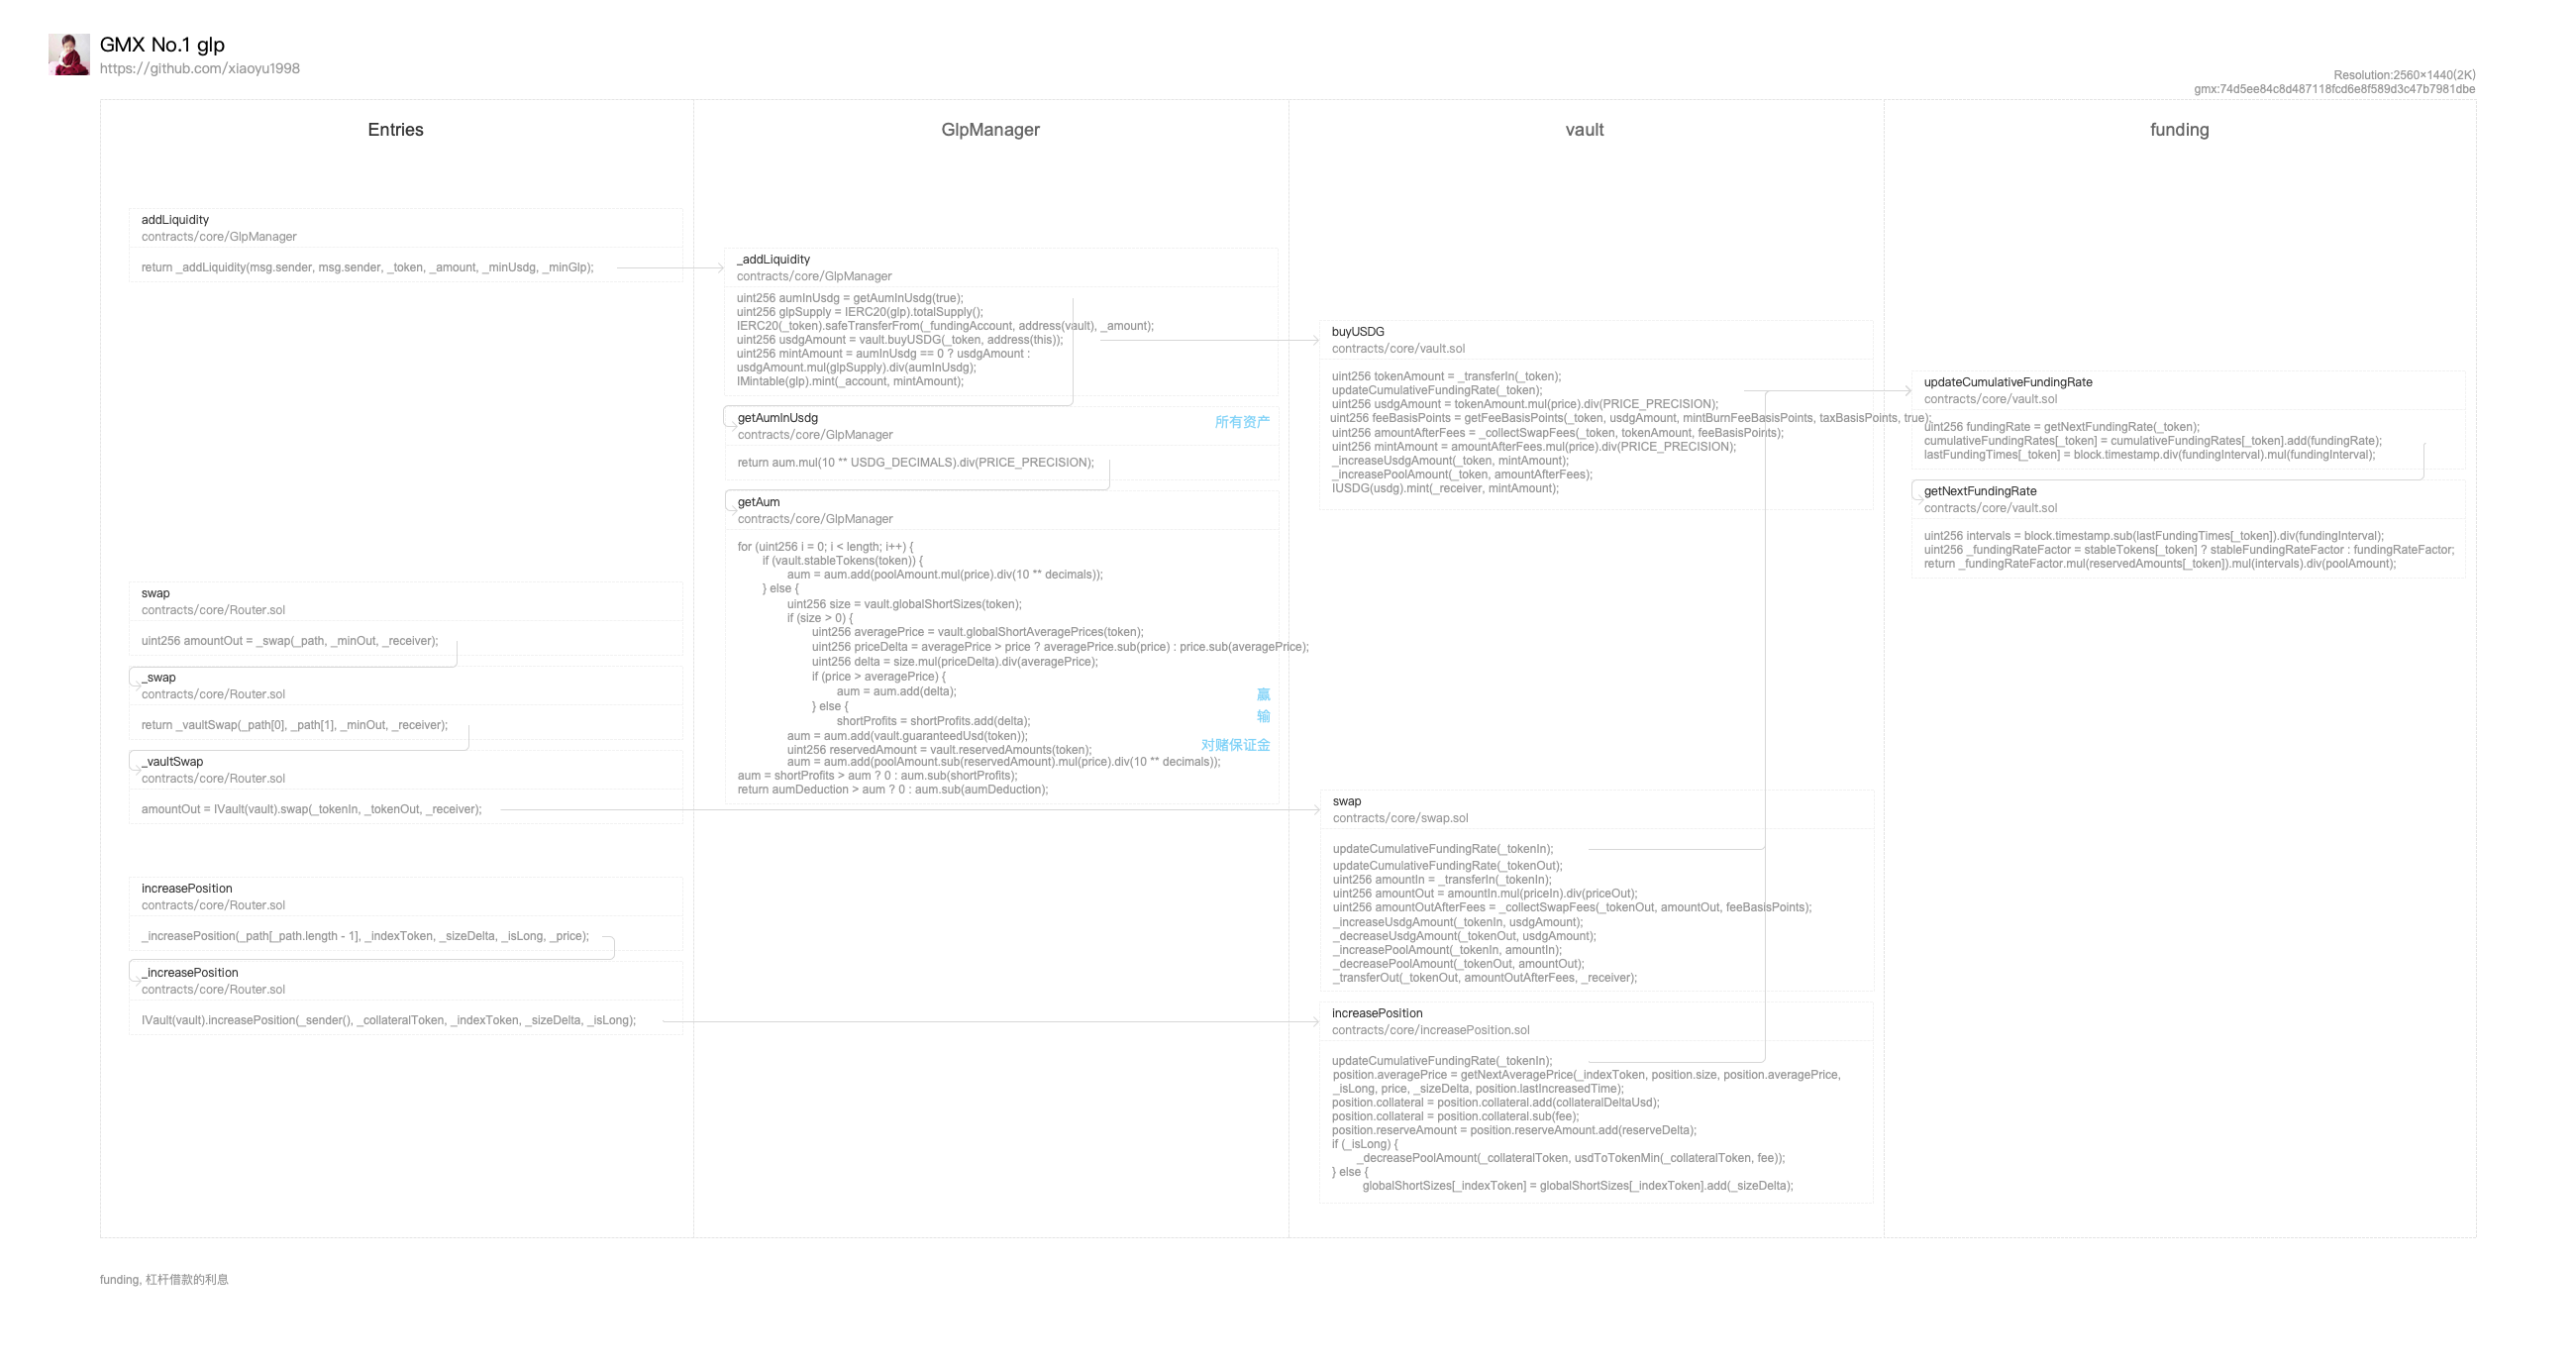 GMX No.1 glp
https://github.com/xiaoyu1998
Resolution:2560×1440(2K)
gmx:74d5ee84c8d487118fcd6e8f589d3c47b7981dbe
Entries
addLiquidity
contracts/core/GlpManager
return _addLiquidity(msg.sender, msg.sender, _token, _amount, _minUsdg, _minGlp);
swap
contracts/core/Router.sol
uint256 amountOut = _swap(_path, _minOut, _receiver);
_swap
contracts/core/Router.sol
return _vaultSwap(_path[0], _path[1], _minOut, _receiver);
_vaultSwap
contracts/core/Router.sol
amountOut = IVault(vault).swap(_tokenIn, _tokenOut, _receiver);
increasePosition
contracts/core/Router.sol
_increasePosition(_path[_path.length - 1], _indexToken, _sizeDelta, _isLong, _price);
_increasePosition
contracts/core/Router.sol
IVault(vault).increasePosition(_sender(), _collateralToken, _indexToken, _sizeDelta, _isLong);
GlpManager
_addLiquidity
contracts/core/GlpManager
uint256 aumInUsdg = getAumInUsdg(true);
uint256 glpSupply = IERC20(glp).totalSupply();
IERC20(_token).safeTransferFrom(_fundingAccount, address(vault), _amount);
uint256 usdgAmount = vault.buyUSDG(_token, address(this));
uint256 mintAmount = aumInUsdg == 0 ? usdgAmount :
usdgAmount.mul(glpSupply).div(aumInUsdg);
IMintable(glp).mint(_account, mintAmount);
getAumInUsdg
所有资产
contracts/core/GlpManager
return aum.mul(10 ** USDG_DECIMALS).div(PRICE_PRECISION);
getAum
contracts/core/GlpManager
for (uint256 i = 0; i < length; i++) {
if (vault.stableTokens(token)) {
aum = aum.add(poolAmount.mul(price).div(10 ** decimals));
} else {
uint256 size = vault.globalShortSizes(token);
if (size > 0) {
uint256 averagePrice = vault.globalShortAveragePrices(token);
uint256 priceDelta = averagePrice > price ? averagePrice.sub(price) : price.sub(averagePrice);
uint256 delta = size.mul(priceDelta).div(averagePrice);
if (price > averagePrice) {
aum = aum.add(delta);
赢
} else {
shortProfits = shortProfits.add(delta);
输
aum = aum.add(vault.guaranteedUsd(token));
对赌保证金
uint256 reservedAmount = vault.reservedAmounts(token);
aum = aum.add(poolAmount.sub(reservedAmount).mul(price).div(10 ** decimals));
aum = shortProfits > aum ? 0 : aum.sub(shortProfits);
return aumDeduction > aum ? 0 : aum.sub(aumDeduction);
vault
buyUSDG
contracts/core/vault.sol
uint256 tokenAmount = _transferIn(_token);
updateCumulativeFundingRate(_token);
uint256 usdgAmount = tokenAmount.mul(price).div(PRICE_PRECISION);
uint256 feeBasisPoints = getFeeBasisPoints(_token, usdgAmount, mintBurnFeeBasisPoints, taxBasisPoints, true);
uint256 amountAfterFees = _collectSwapFees(_token, tokenAmount, feeBasisPoints);
uint256 mintAmount = amountAfterFees.mul(price).div(PRICE_PRECISION);
_increaseUsdgAmount(_token, mintAmount);
_increasePoolAmount(_token, amountAfterFees);
IUSDG(usdg).mint(_receiver, mintAmount);
swap
contracts/core/swap.sol
updateCumulativeFundingRate(_tokenIn);
updateCumulativeFundingRate(_tokenOut);
uint256 amountIn = _transferIn(_tokenIn);
uint256 amountOut = amountIn.mul(priceIn).div(priceOut);
uint256 amountOutAfterFees = _collectSwapFees(_tokenOut, amountOut, feeBasisPoints);
_increaseUsdgAmount(_tokenIn, usdgAmount);
_decreaseUsdgAmount(_tokenOut, usdgAmount);
_increasePoolAmount(_tokenIn, amountIn);
_decreasePoolAmount(_tokenOut, amountOut);
_transferOut(_tokenOut, amountOutAfterFees, _receiver);
increasePosition
contracts/core/increasePosition.sol
updateCumulativeFundingRate(_tokenIn);
position.averagePrice = getNextAveragePrice(_indexToken, position.size, position.averagePrice,
_isLong, price, _sizeDelta, position.lastIncreasedTime);
position.collateral = position.collateral.add(collateralDeltaUsd);
position.collateral = position.collateral.sub(fee);
position.reserveAmount = position.reserveAmount.add(reserveDelta);
if (_isLong) {
_decreasePoolAmount(_collateralToken, usdToTokenMin(_collateralToken, fee));
} else {
globalShortSizes[_indexToken] = globalShortSizes[_indexToken].add(_sizeDelta);
funding
updateCumulativeFundingRate
contracts/core/vault.sol
uint256 fundingRate = getNextFundingRate(_token);
cumulativeFundingRates[_token] = cumulativeFundingRates[_token].add(fundingRate);
lastFundingTimes[_token] = block.timestamp.div(fundingInterval).mul(fundingInterval);
getNextFundingRate
contracts/core/vault.sol
uint256 intervals = block.timestamp.sub(lastFundingTimes[_token]).div(fundingInterval);
uint256 _fundingRateFactor = stableTokens[_token] ? stableFundingRateFactor : fundingRateFactor;
return _fundingRateFactor.mul(reservedAmounts[_token]).mul(intervals).div(poolAmount);
funding, 杠杆借款的利息